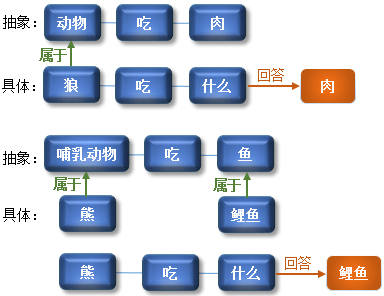 抽象: 动物 吃 肉
属于
具体: 狼 吃 什么 回答 肉
抽象: 哺乳动物 吃 鱼
属于 属于
具体: 熊 鲤鱼
熊 吃 什么 回答 鲤鱼